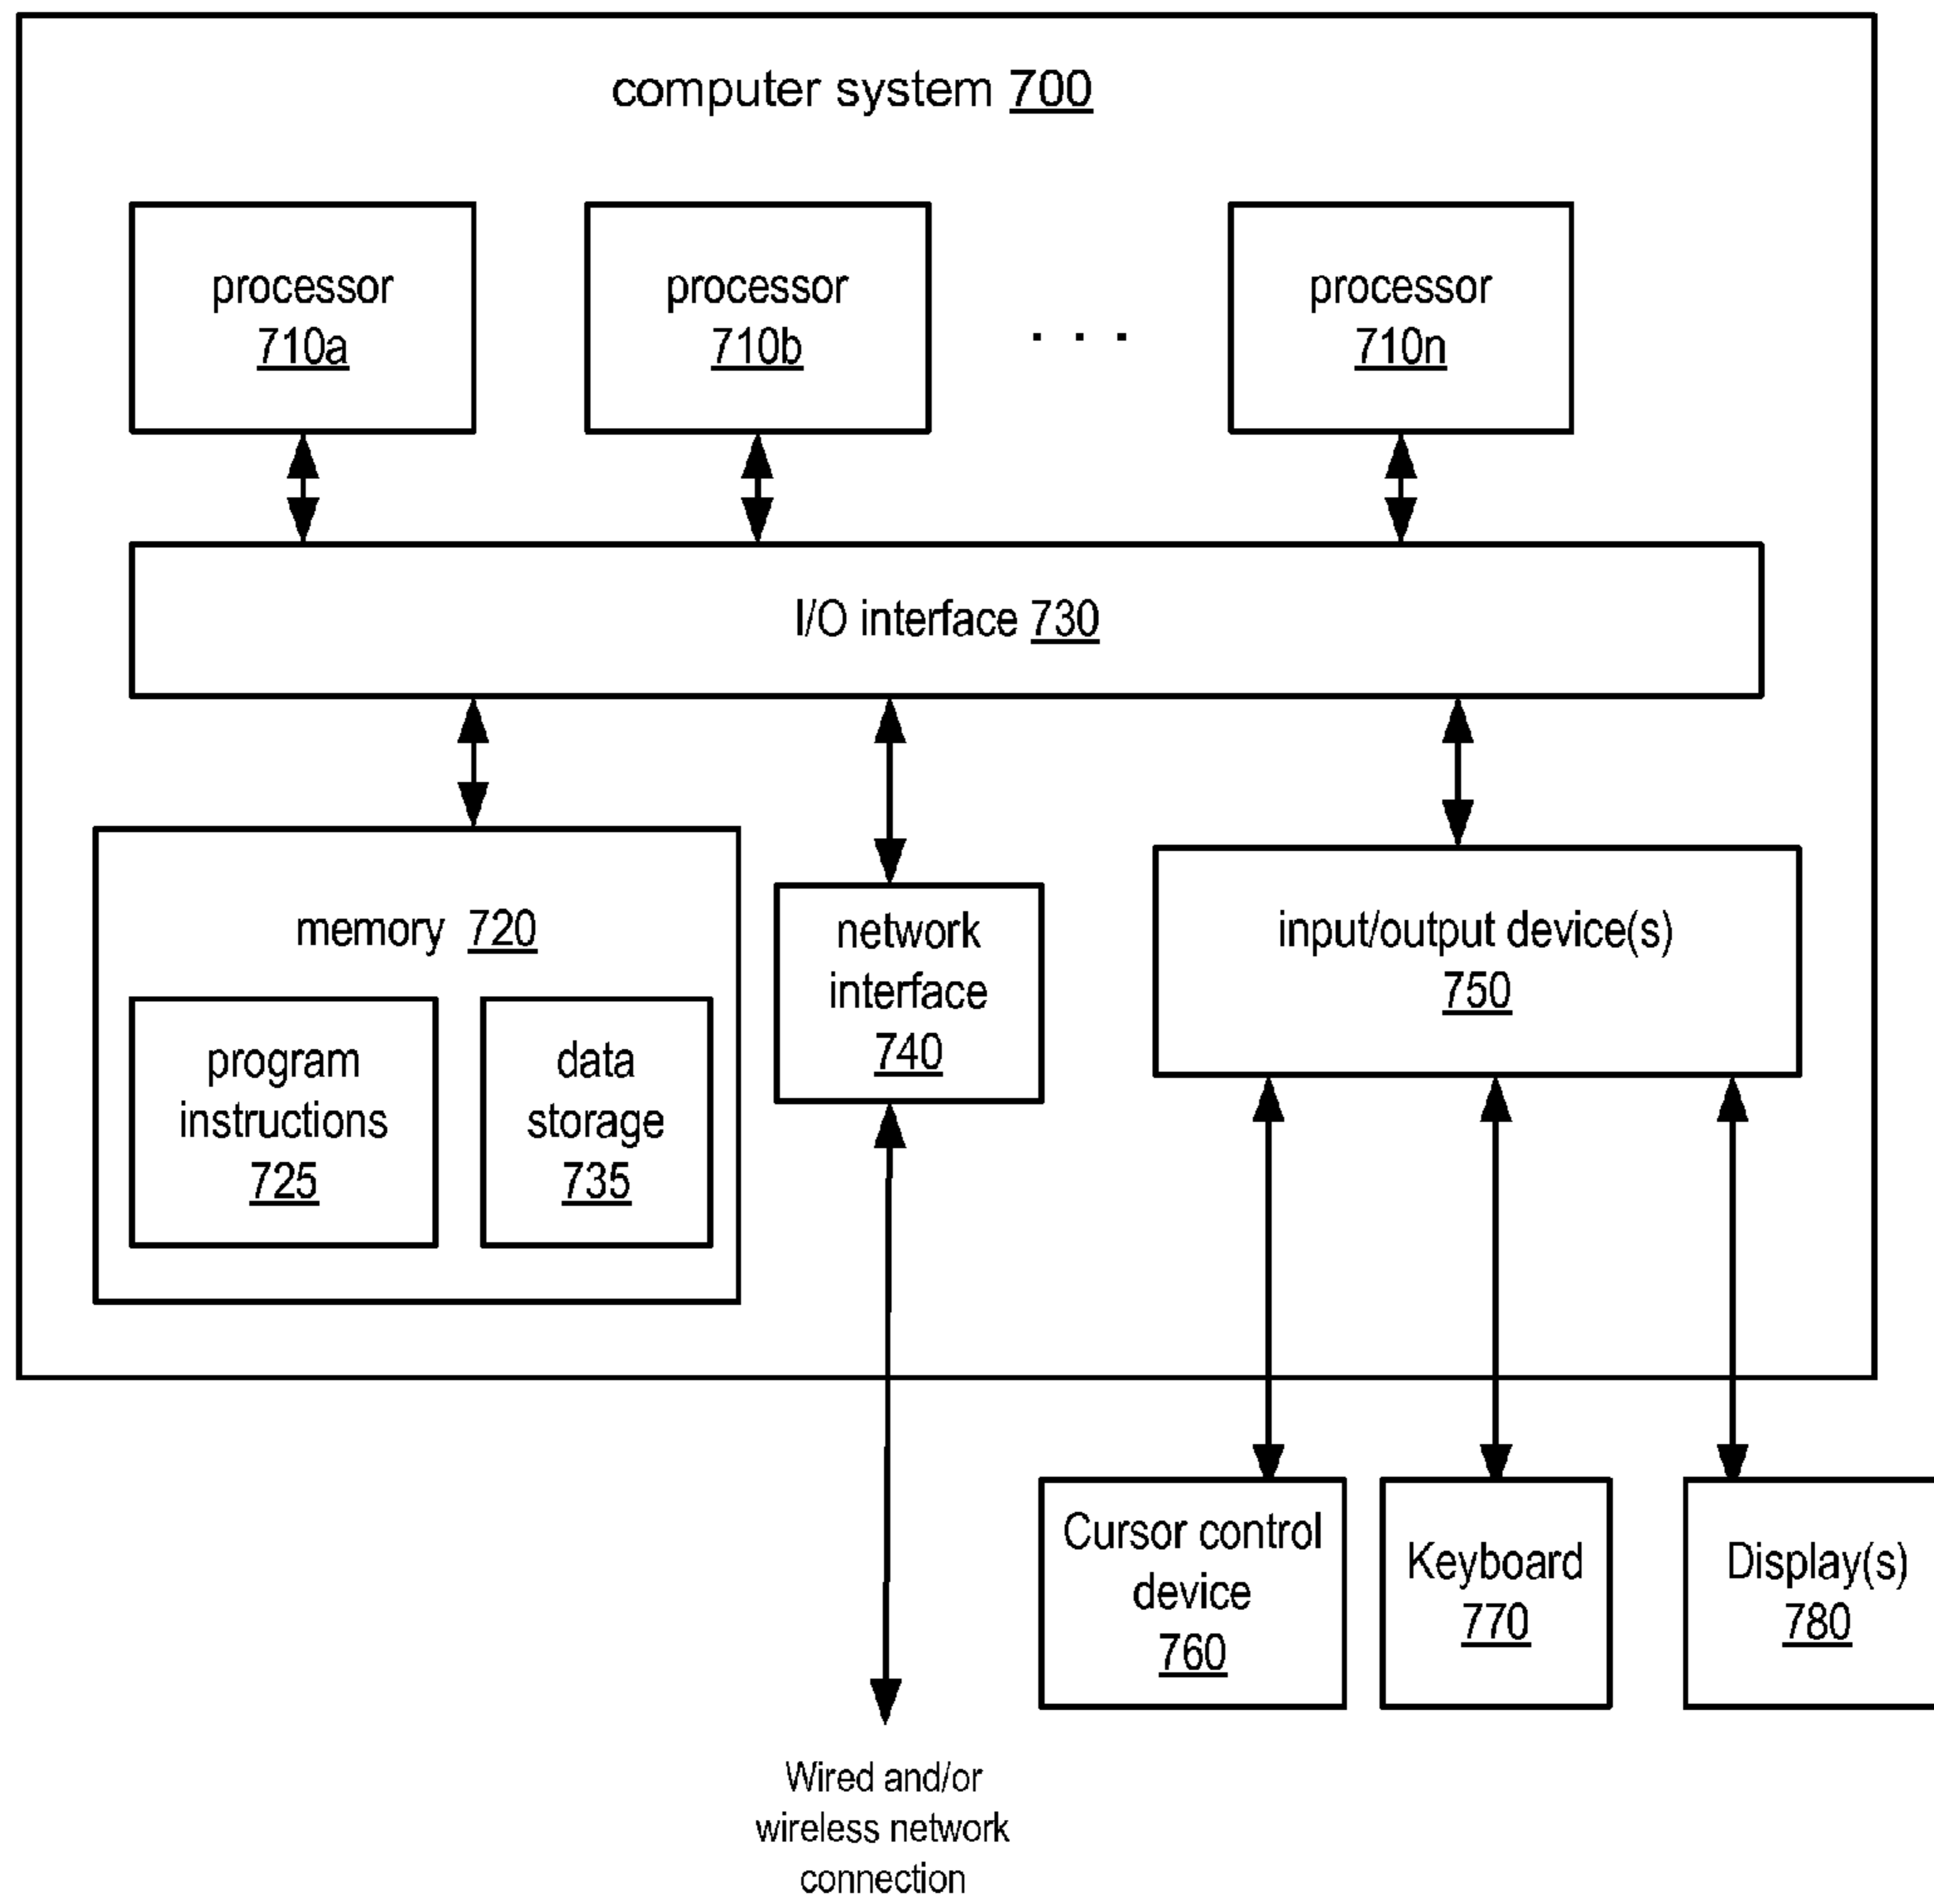 computer system 700
processor
710a
processor
710b
. . .
processor
710n
I/O interface 730
memory 720
program
instructions
725
data
storage
735
network
interface
740
input/output device(s)
750
Cursor control
device
760
Keyboard
770
Display(s)
780
Wired and/or
wireless network
connection